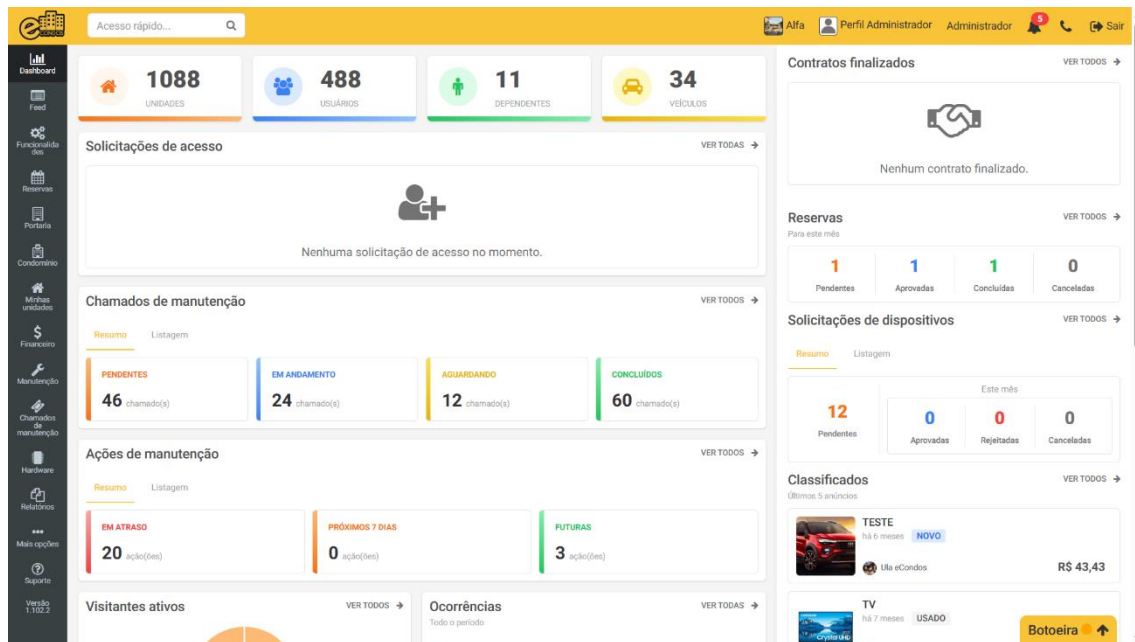 eCONDOS
Acesso rápido...
Alfa
Perfil Administrador
Administrador
5
Sair
Dashboard
Feed
Funcionalida
des
Reservas
Portaria
Condomínio
Minhas
unidades
Financeiro
Manutenção
Chamados
de
manutenção
Hardware
Relatórios
Mais opções
Suporte
Versão
1.102.2
1088
UNIDADES
488
USUÁRIOS
11
DEPENDENTES
34
VEÍCULOS
Solicitações de acesso
VER TODAS
Nenhuma solicitação de acesso no momento.
Chamados de manutenção
VER TODOS
Resumo Listagem
PENDENTES
46 chamado(s)
EM ANDAMENTO
24 chamado(s)
AGUARDANDO
12 chamado(s)
CONCLUÍDOS
60 chamado(s)
Ações de manutenção
VER TODOS
Resumo Listagem
EM ATRASO
20 ação(ões)
PRÓXIMOS 7 DIAS
0 ação(ões)
FUTURAS
3 ação(ões)
Visitantes ativos
VER TODOS
Ocorrências
VER TODAS
Todo o período
Contratos finalizados
VER TODOS
Nenhum contrato finalizado.
Reservas
VER TODOS
Para este mês
1
Pendentes
1
Aprovadas
1
Concluídas
0
Canceladas
Solicitações de dispositivos
VER TODOS
Resumo Listagem
12
Pendentes
Este mês
0
Aprovadas
0
Rejeitadas
0
Canceladas
Classificados
VER TODOS
Últimos 5 anúncios
TESTE
há 6 meses NOVO
Ula eCondos
R$ 43,43
TV
há 7 meses USADO
Crystal UHD
Botoeira